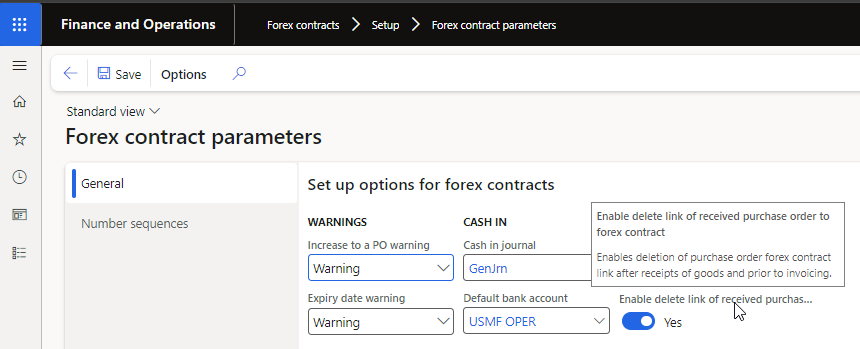 Finance and Operations
Forex contracts > Setup > Forex contract parameters
Save
Options
Standard view
Forex contract parameters
General
Number sequences
Set up options for forex contracts
WARNINGS
Increase to a PO warning
Warning
Expiry date warning
Warning
CASH IN
Cash in journal
GenJrn
Default bank account
USMF OPER
Enable delete link of received purchase order to
forex contract
Enables deletion of purchase order forex contract
link after receipts of goods and prior to invoicing.
Enable delete link of received purchas...
Yes